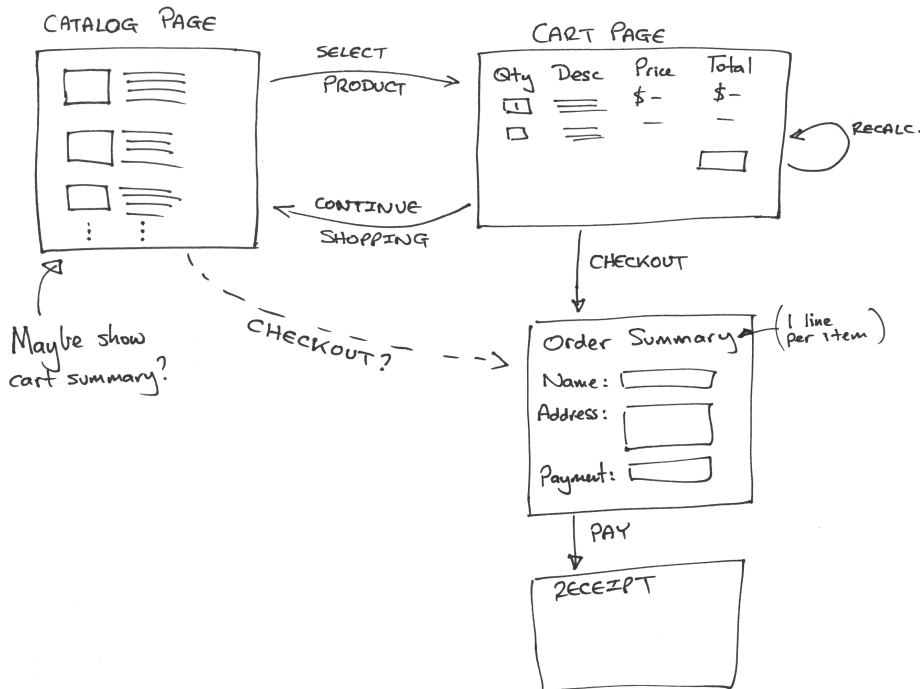 CATALOG PAGE
SELECT
PRODUCT
CONTINUE
SHOPPING
CART PAGE
Qty Desc Price Total
1 $- $-
RECALC.
CHECKOUT
Maybe show
cart summary?
CHECKOUT?
Order Summary
(1 line
per item)
Name:
Address:
Payment:
PAY
RECEIPT